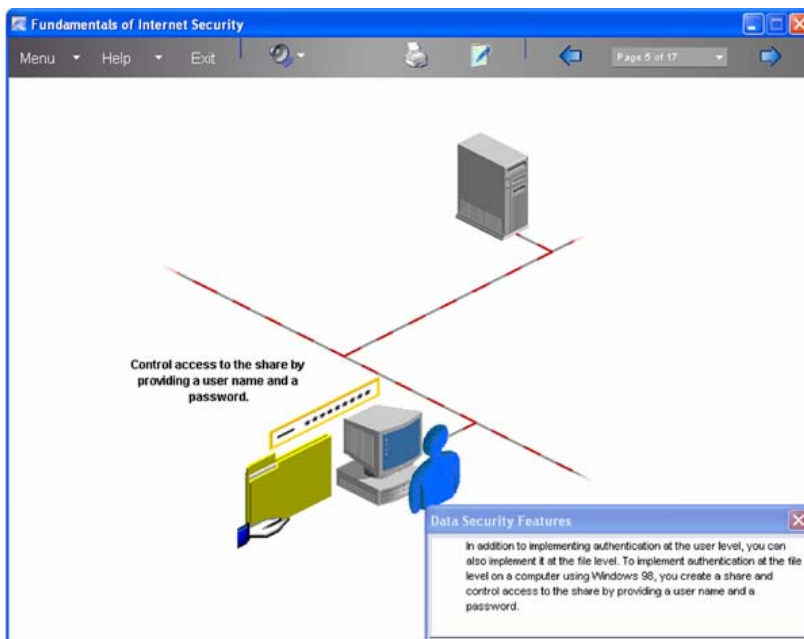 Fundamentals of Internet Security
Menu Help Exit Page 5 of 17
Control access to the share by
providing a user name and a
password.
Data Security Features
In addition to implementing authentication at the user level, you can
also implement it at the file level. To implement authentication at the file
level on a computer using Windows 98, you create a share and
control access to the share by providing a user name and a
password.